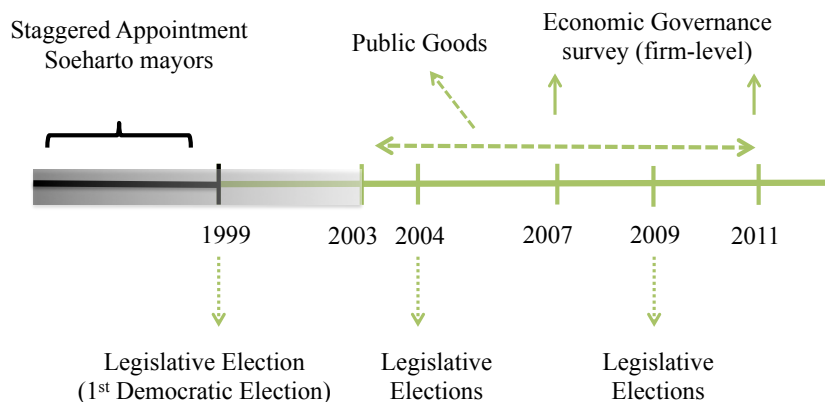 Staggered Appointment
Soeharto mayors
Public Goods
Economic Governance
survey (firm-level)
1999
2003
2004
2007
2009
2011
Legislative Election
(1st Democratic Election)
Legislative
Elections
Legislative
Elections